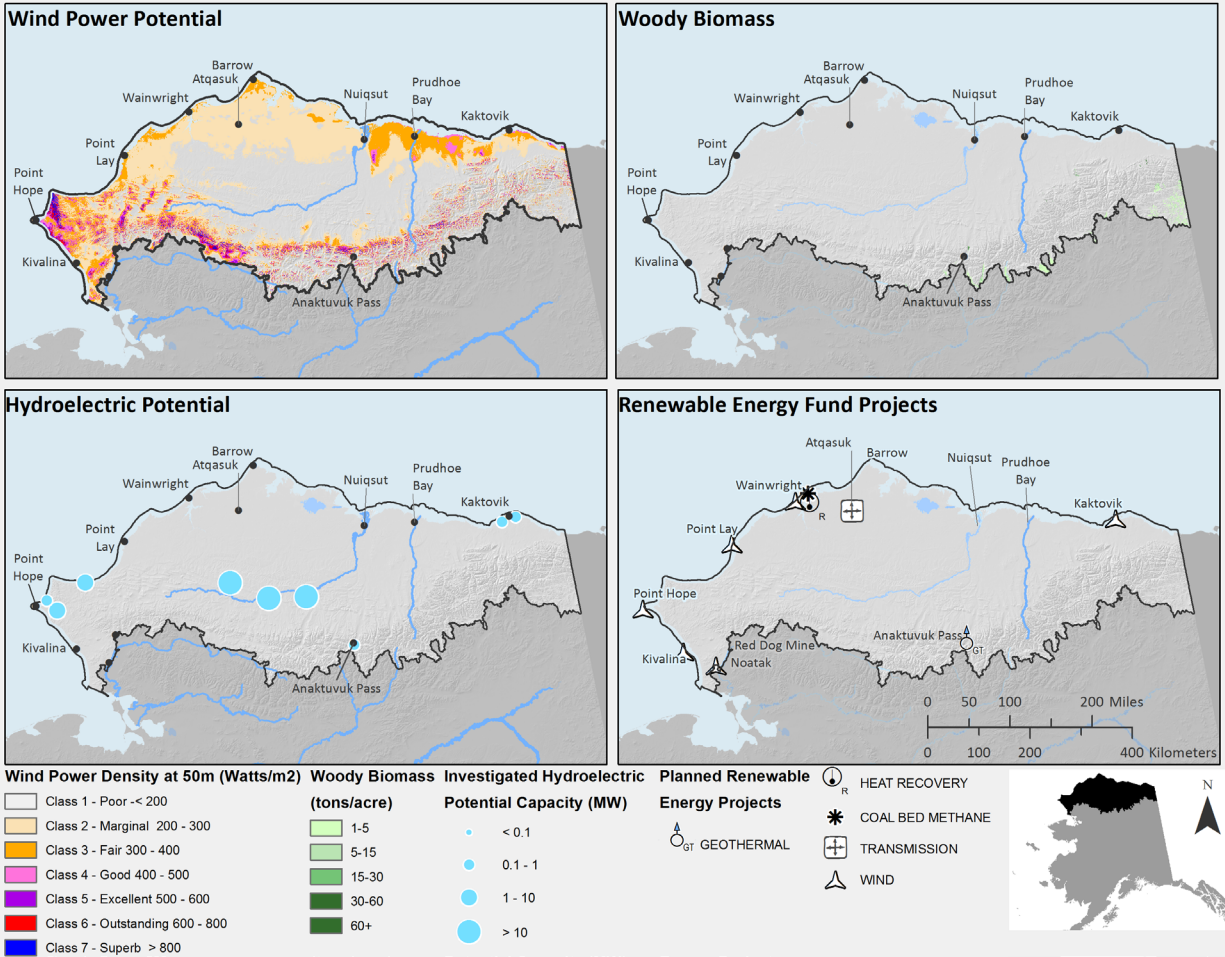 Wind Power Potential
Barrow
Atqasuk
Wainwright
Nuiqsut
Prudhoe
Bay
Kaktovik
Point
Lay
Point
Hope
Kivalina
Anaktuvuk Pass
Woody Biomass
Barrow
Atqasuk
Wainwright
Nuiqsut
Prudhoe
Bay
Kaktovik
Point
Lay
Point
Hope
Kivalina
Anaktuvuk Pass
Hydroelectric Potential
Barrow
Atqasuk
Wainwright
Nuiqsut
Prudhoe
Bay
Kaktovik
Point
Lay
Point
Hope
Kivalina
Anaktuvuk Pass
Renewable Energy Fund Projects
Atqasuk
Barrow
Nuiqsut
Prudhoe
Bay
Wainwright
R
Kaktovik
Point Lay
Point Hope
Anaktuvuk Pass
GT
Red Dog Mine
Kivalina
Noatak
0 50 100 200 Miles
0 100 200 400 Kilometers
Wind Power Density at 50m (Watts/m2)
Class 1 - Poor -< 200
Class 2 - Marginal 200 - 300
Class 3 - Fair 300 - 400
Class 4 - Good 400 - 500
Class 5 - Excellent 500 - 600
Class 6 - Outstanding 600 - 800
Class 7 - Superb > 800
Woody Biomass
(tons/acre)
1-5
5-15
15-30
30-60
60+
Investigated Hydroelectric
Potential Capacity (MW)
< 0.1
0.1 - 1
1 - 10
> 10
Planned Renewable
Energy Projects
GT GEOTHERMAL
R HEAT RECOVERY
COAL BED METHANE
TRANSMISSION
WIND
N